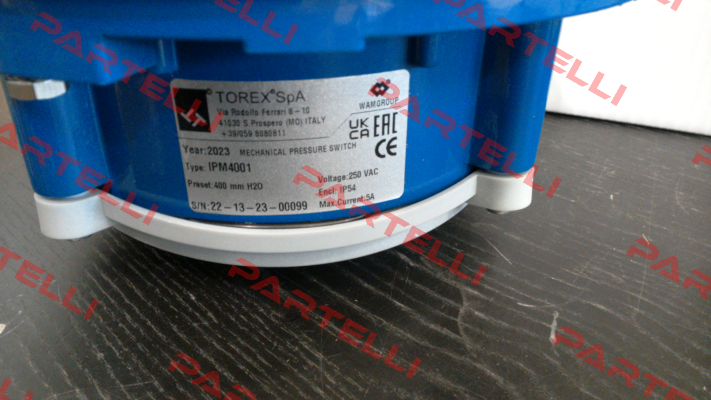 TOREX® SpA
Via Rodolfo Ferrari 8 - 10
41030 S.Prospero (MO) ITALY
+39/059 8080811
WAMGROUP
UK CA EAC CE
Year: 2023 MECHANICAL PRESSURE SWITCH
Type: IPM4001
Voltage: 250 VAC
Preset: 400 mm H2O
Encl.: IP54
S/N: 22-13-23-00099
Max.Current: 5A
PARTELLI
PARTELLI
PARTELLI
PARTELLI
PARTELLI
PARTELLI
PARTELLI
PARTELLI